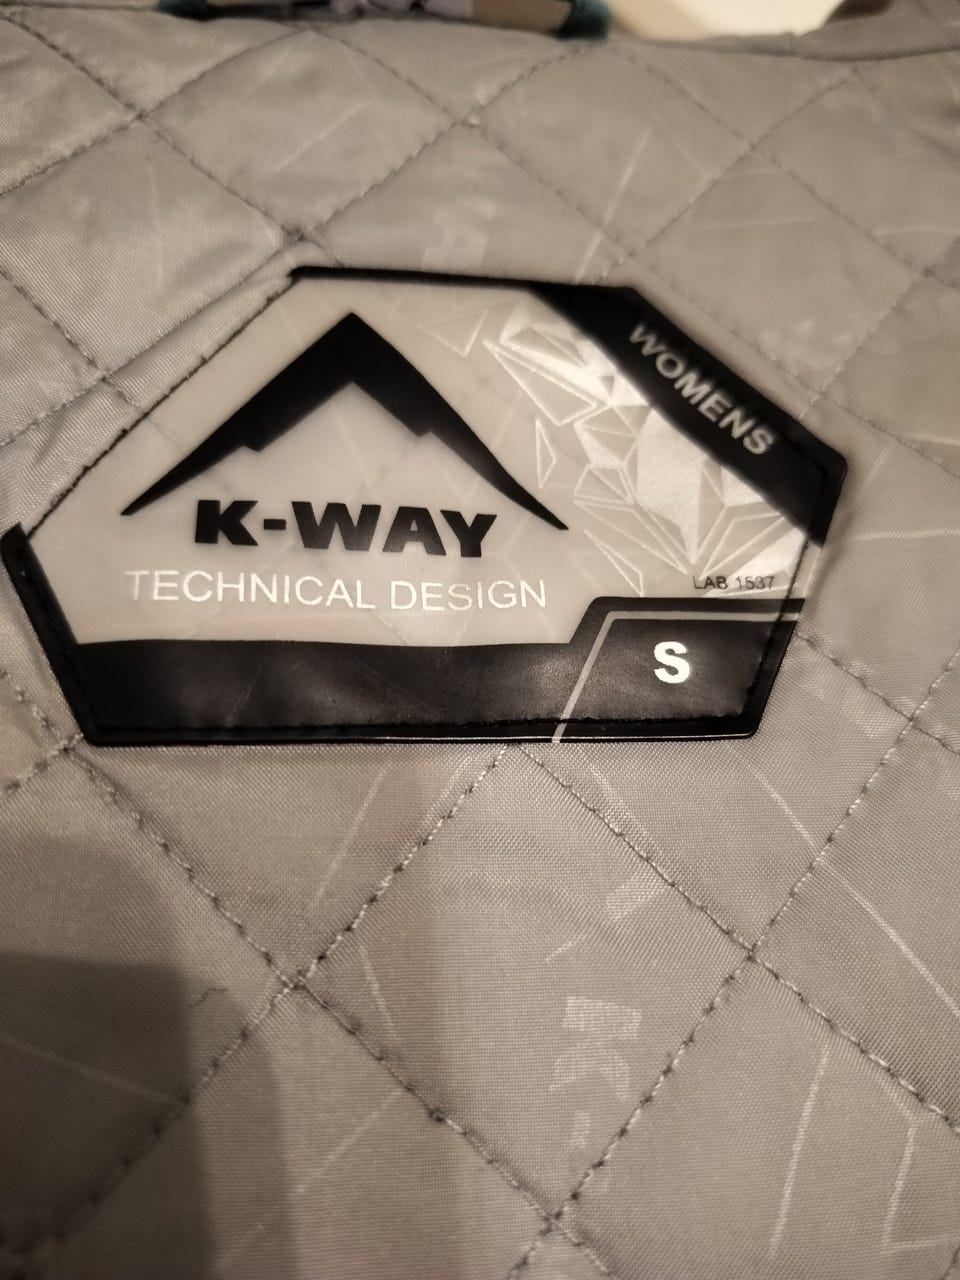 WOMENS
K-WAY
TECHNICAL DESIGN
LAB 1537
S